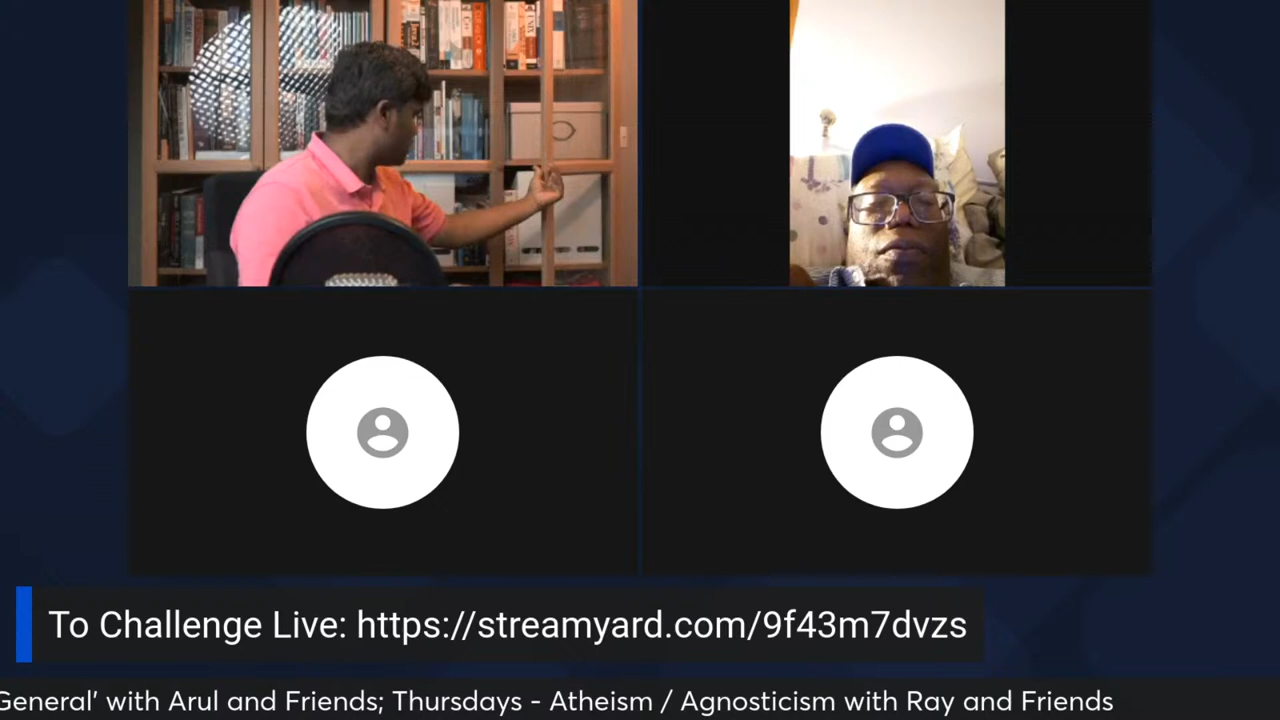 To Challenge Live: https://streamyard.com/9f43m7dvzs
General' with Arul and Friends; Thursdays - Atheism / Agnosticism with Ray and Friends